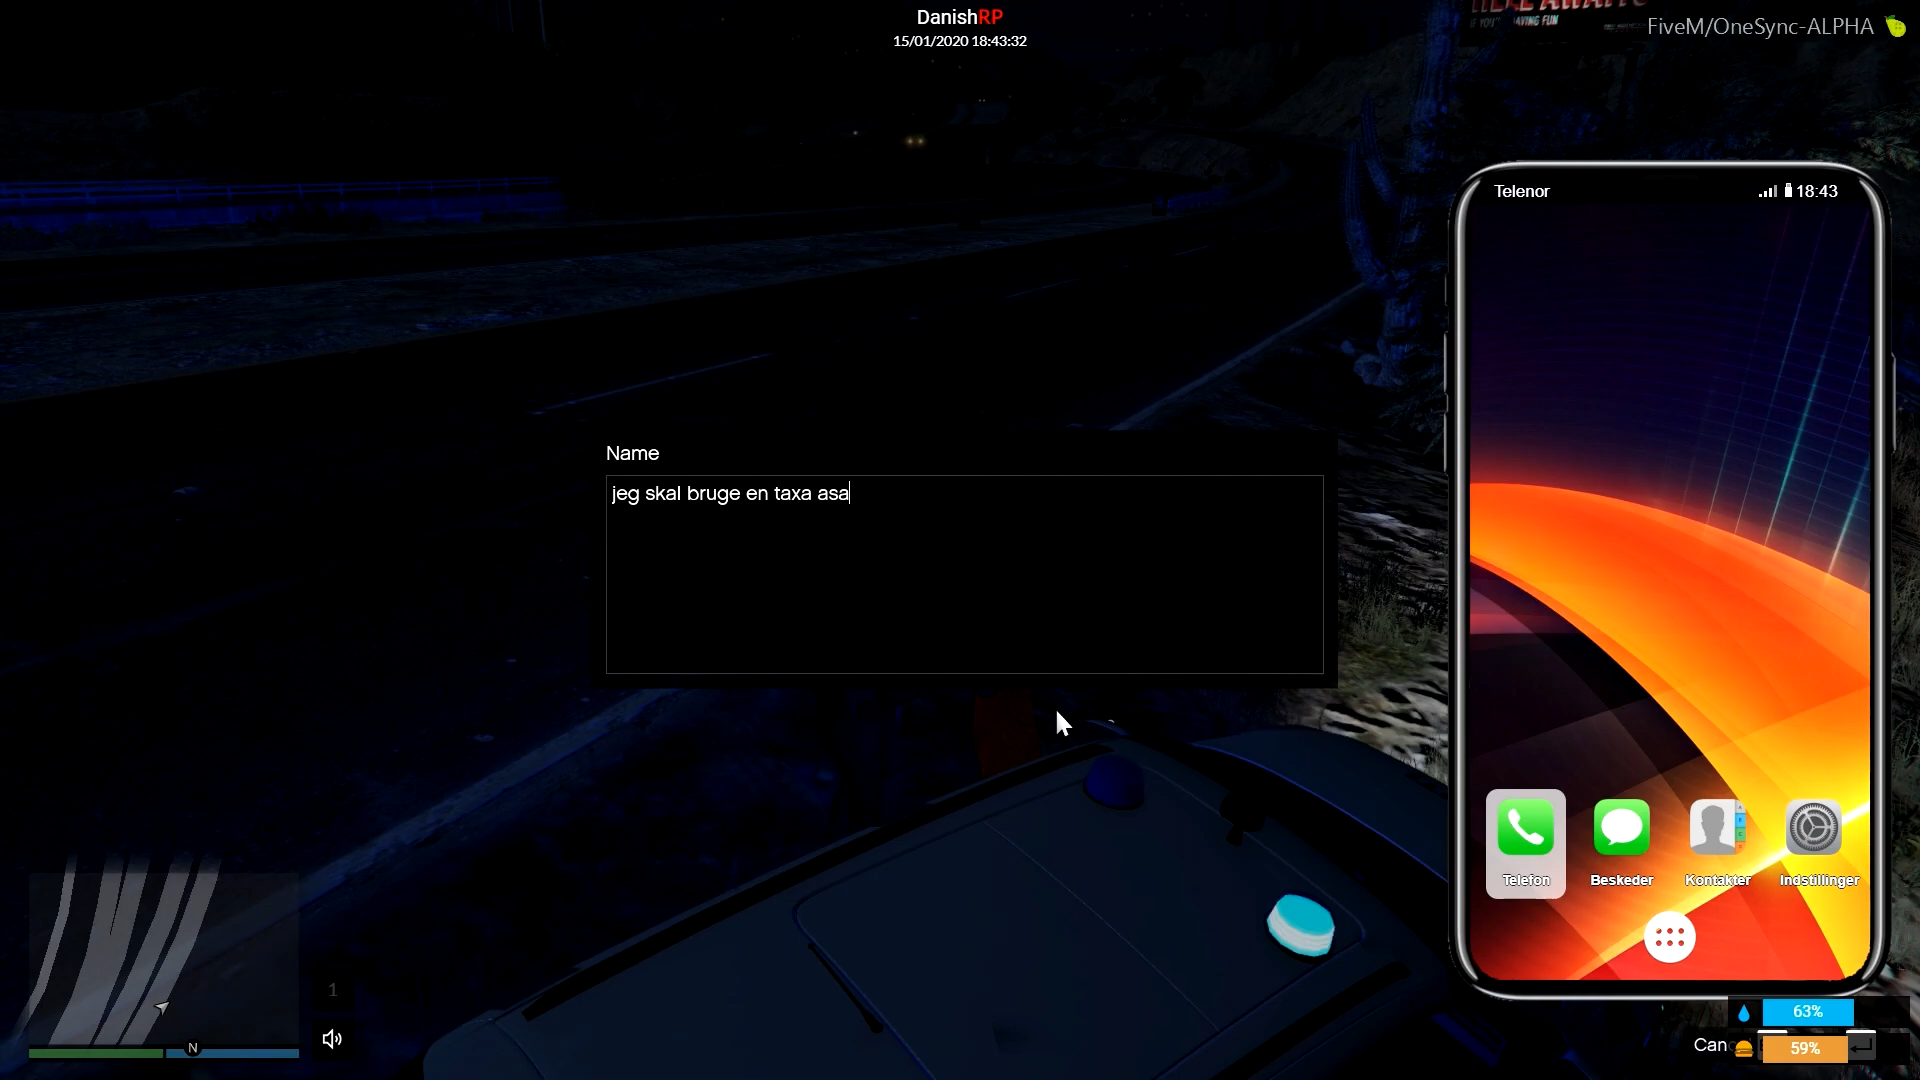 DanishRP
15/01/2020 18:43:32
FiveM/OneSync-ALPHA
Telenor
18:43
Name
jeg skal bruge en taxa asa
Telefon
Beskeder
Kontakter
Indstillinger
1
N
63%
Canc
59%